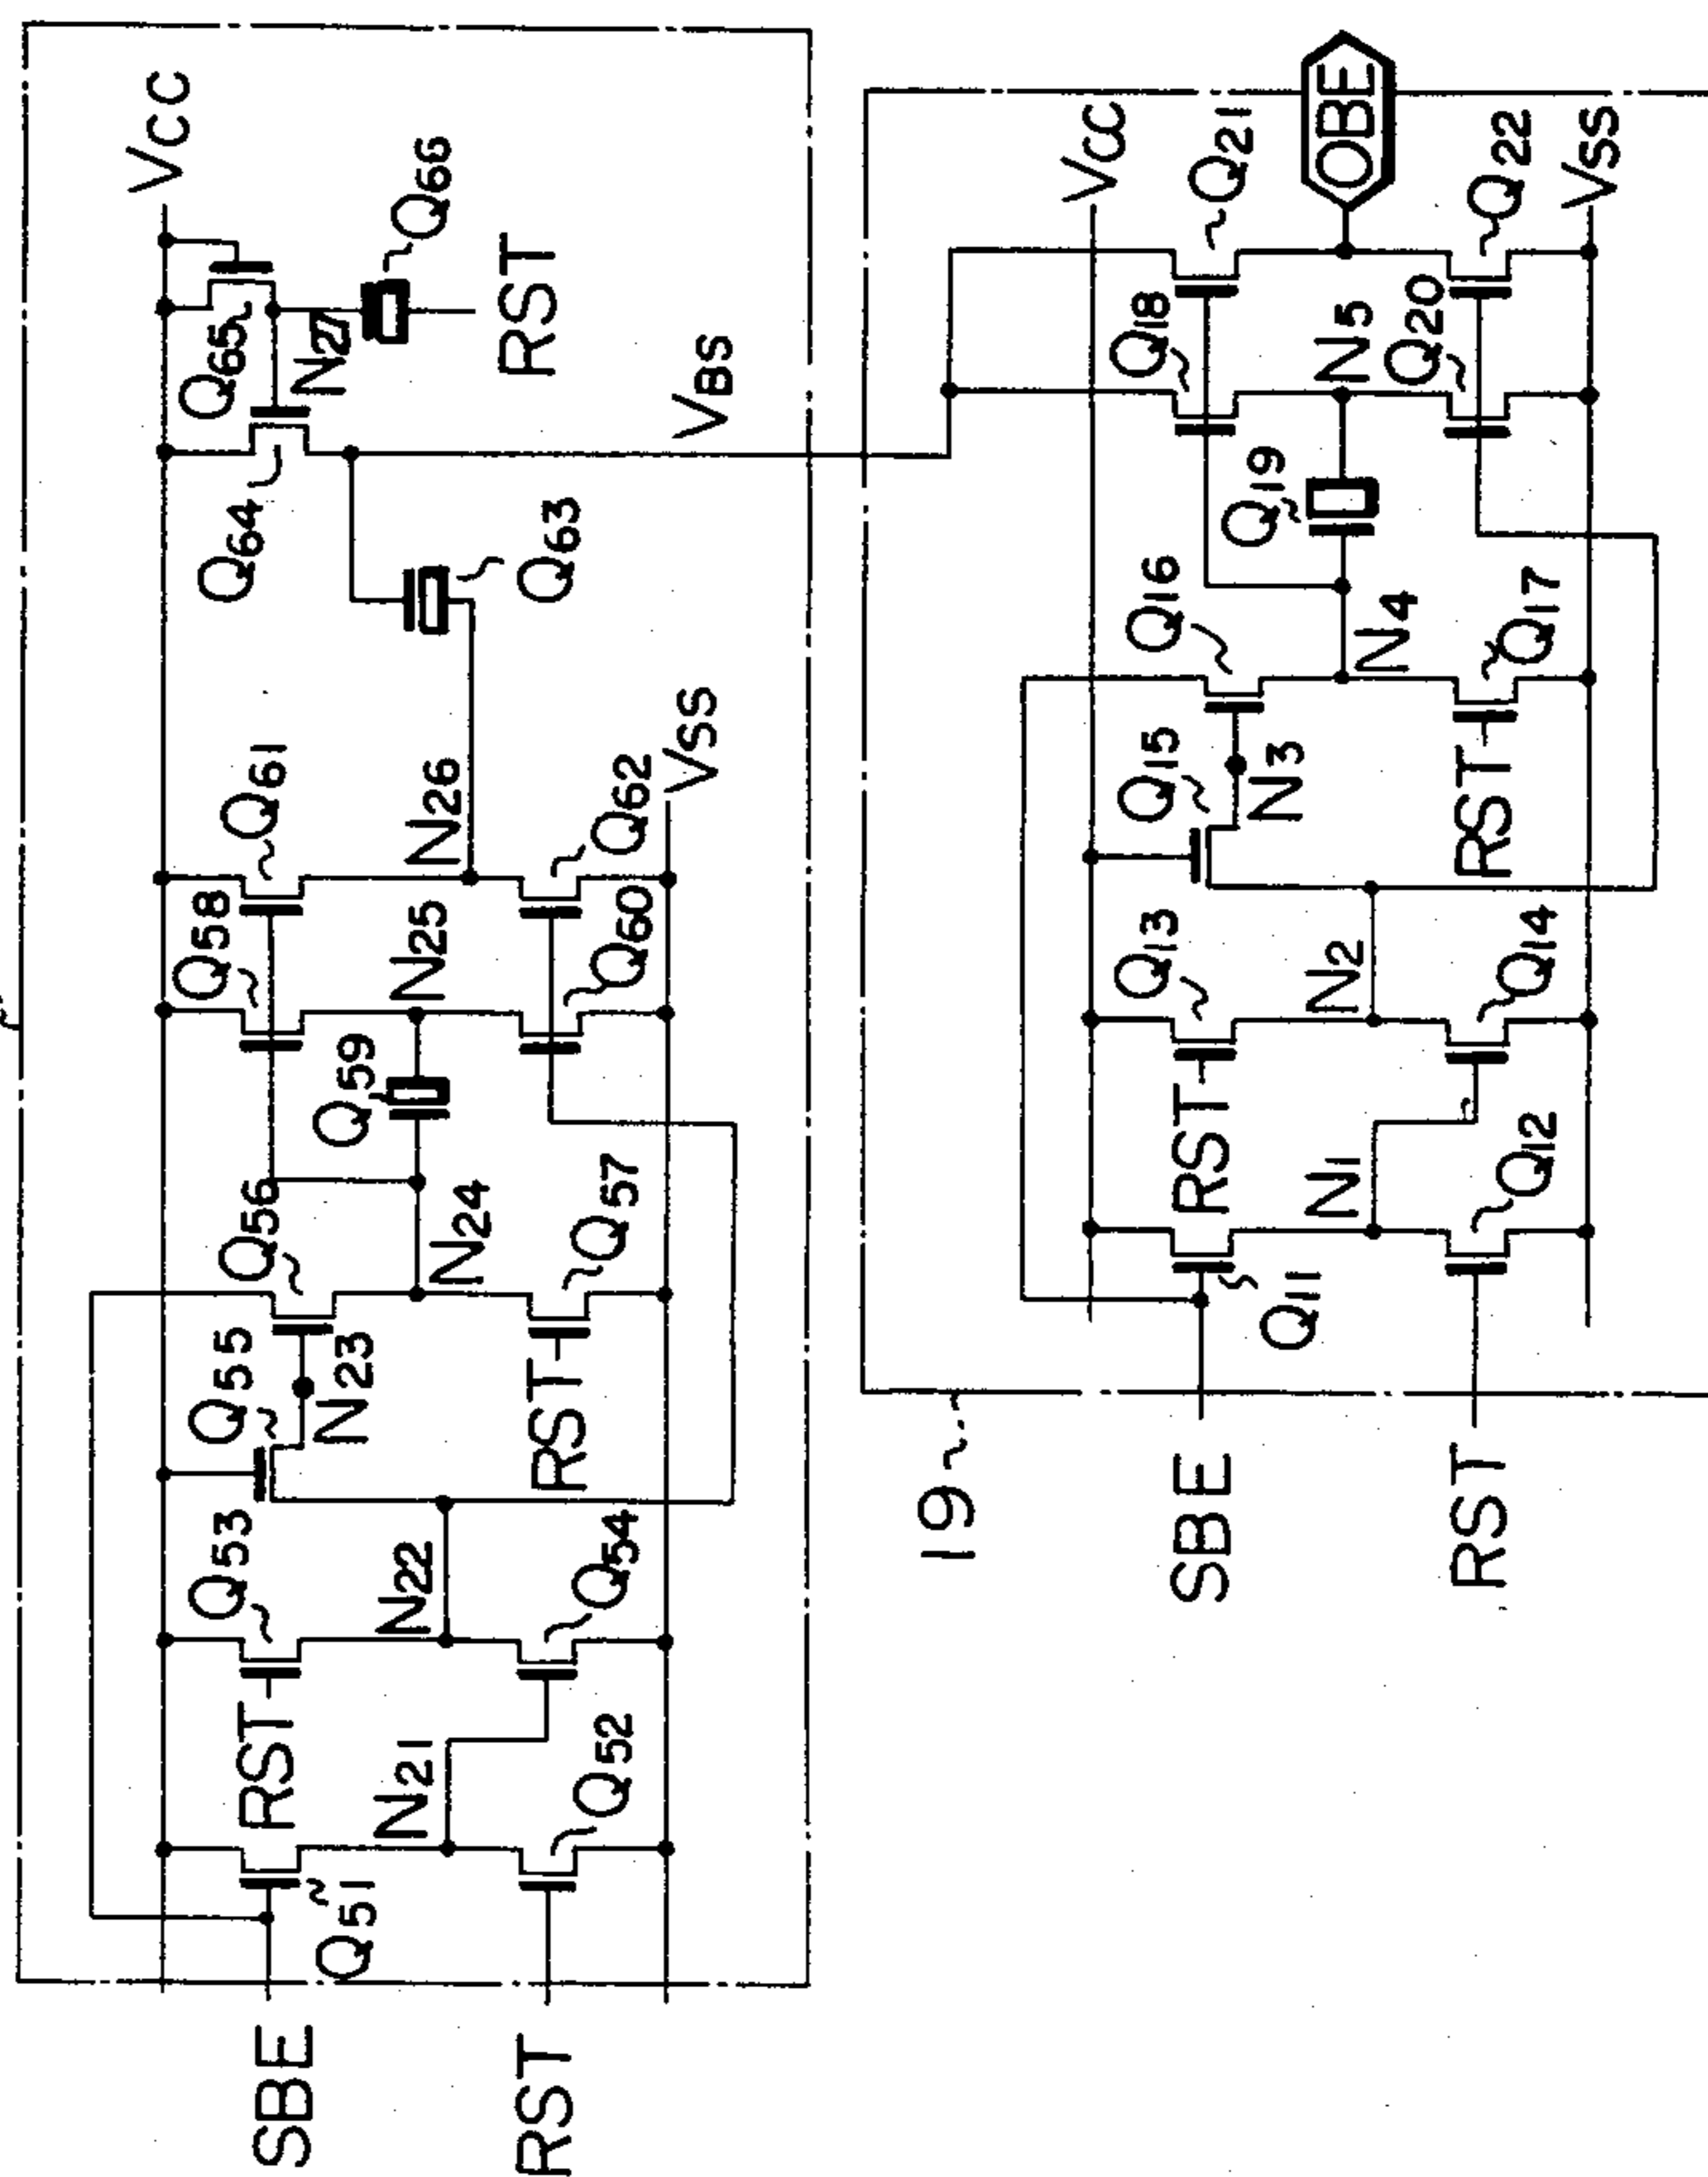 VCC
Q66
Q65
N27
RST
Q64
VBS
Q63
Q61
N26
Q62
VSS
Q58
N25
Q60
Q59
Q56
N24
Q57
Q55
N23
RST
Q53
N22
Q54
RST
N21
Q52
Q51
SBE
RST
OBE
VCC
Q21
Q22
VSS
Q18
N5
Q20
Q19
Q16
N4
Q17
Q15
N3
RST
Q13
N2
Q14
RST
N1
Q12
Q11
19
SBE
RST